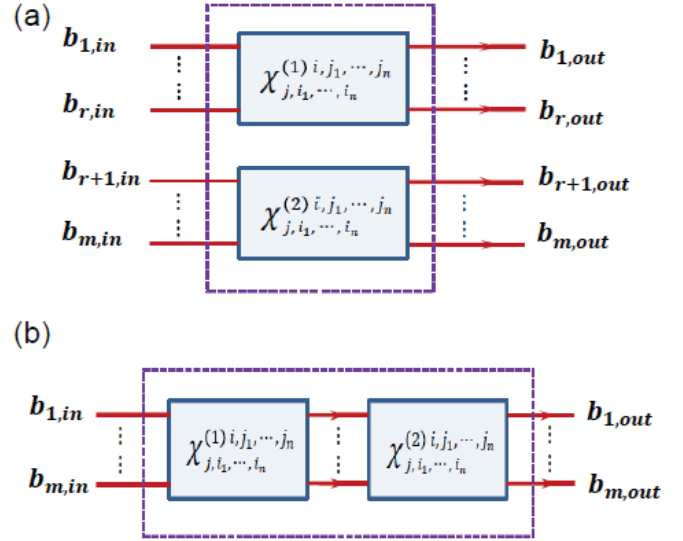 (a)
b1,in
χ(1) i, j1, ⋯, jn j, i1, ⋯, in
b1,out
br,in
br,out
br+1,in
χ(2) i, j1, ⋯, jn j, i1, ⋯, in
br+1,out
bm,in
bm,out
(b)
b1,in
χ(1) i, j1, ⋯, jn j, i1, ⋯, in
χ(2) i, j1, ⋯, jn j, i1, ⋯, in
b1,out
bm,in
bm,out